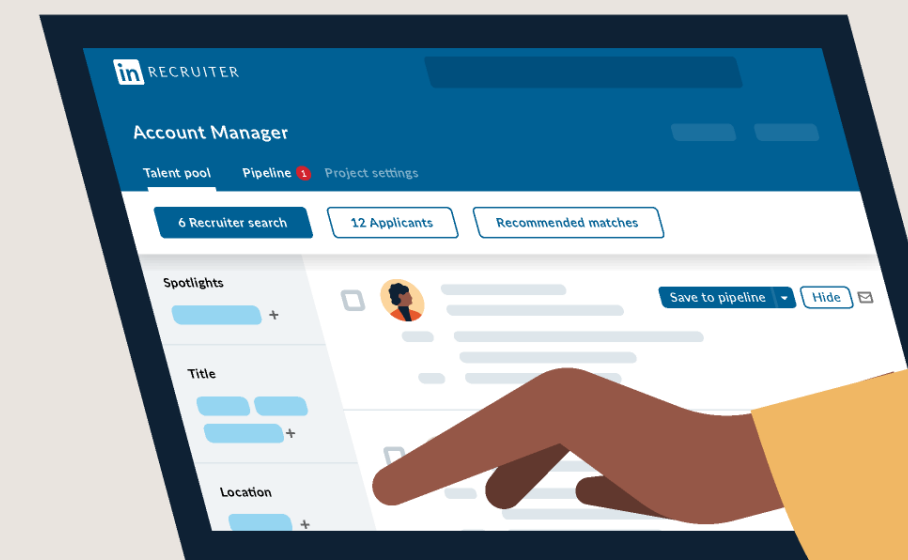 in RECRUITER
Account Manager
Talent pool Pipeline 1 Project settings
6 Recruiter search 12 Applicants Recommended matches
Spotlights
+
Save to pipeline Hide
Title
+
Location
+